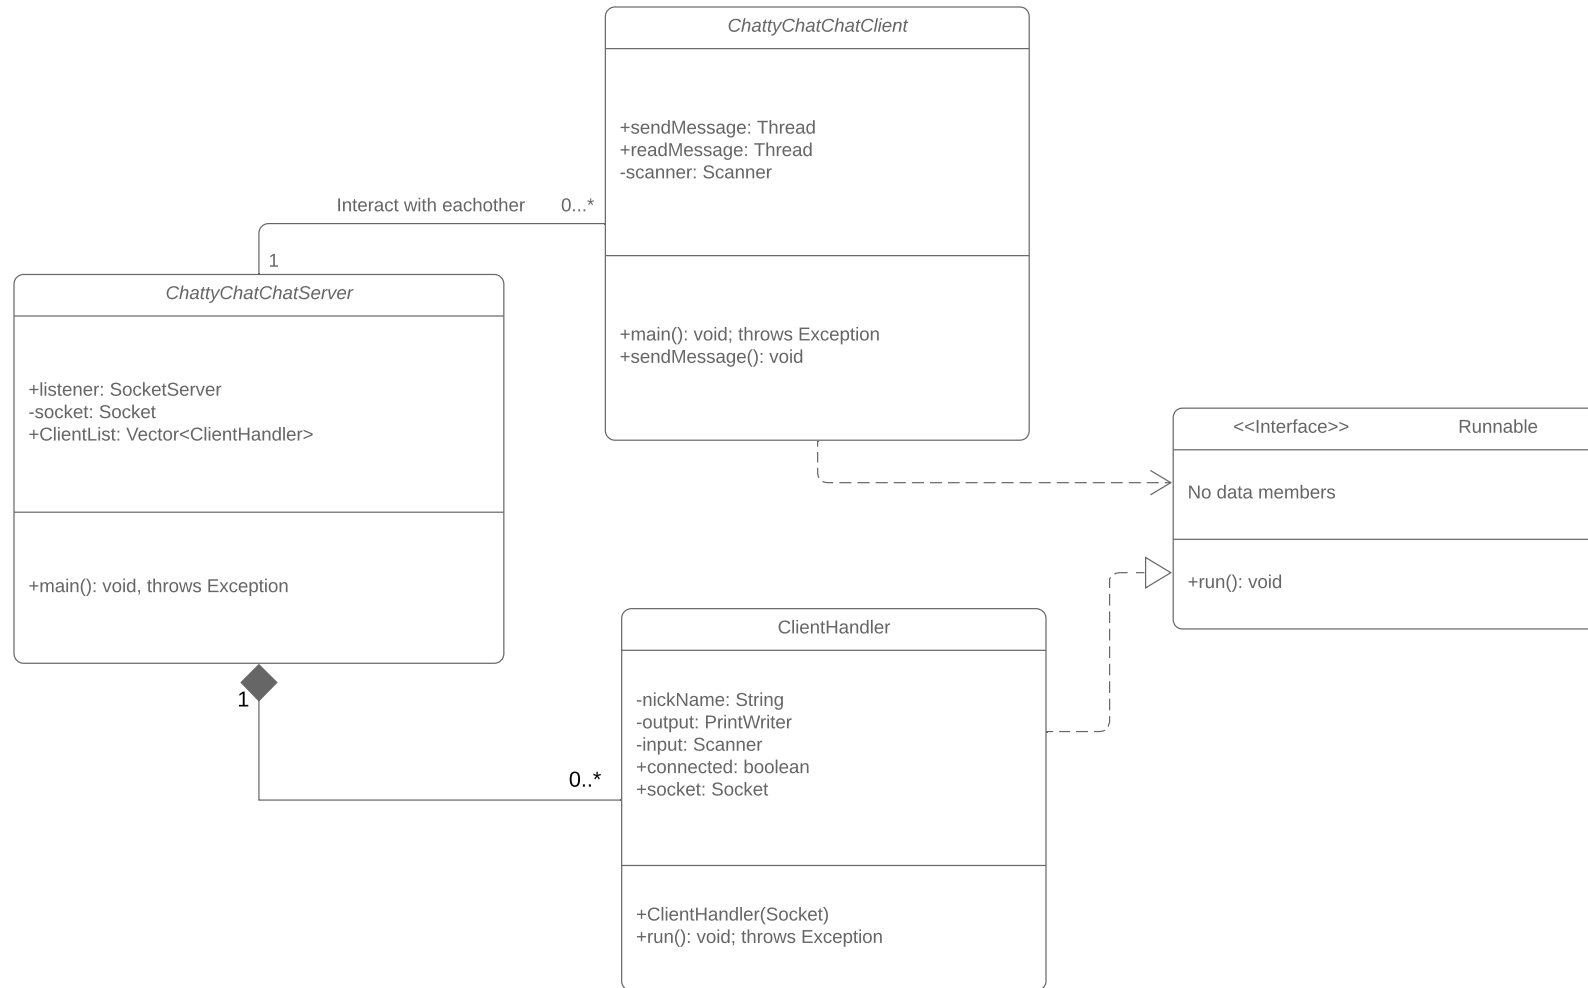 ChattyChatChatClient
+sendMessage: Thread
+readMessage: Thread
-scanner: Scanner
+main(): void; throws Exception
+sendMessage(): void
Interact with eachother
0...*
1
ChattyChatChatServer
+listener: SocketServer
-socket: Socket
+ClientList: Vector<ClientHandler>
+main(): void, throws Exception
1
0..*
<<Interface>> Runnable
No data members
+run(): void
ClientHandler
-nickName: String
-output: PrintWriter
-input: Scanner
+connected: boolean
+socket: Socket
+ClientHandler(Socket)
+run(): void; throws Exception